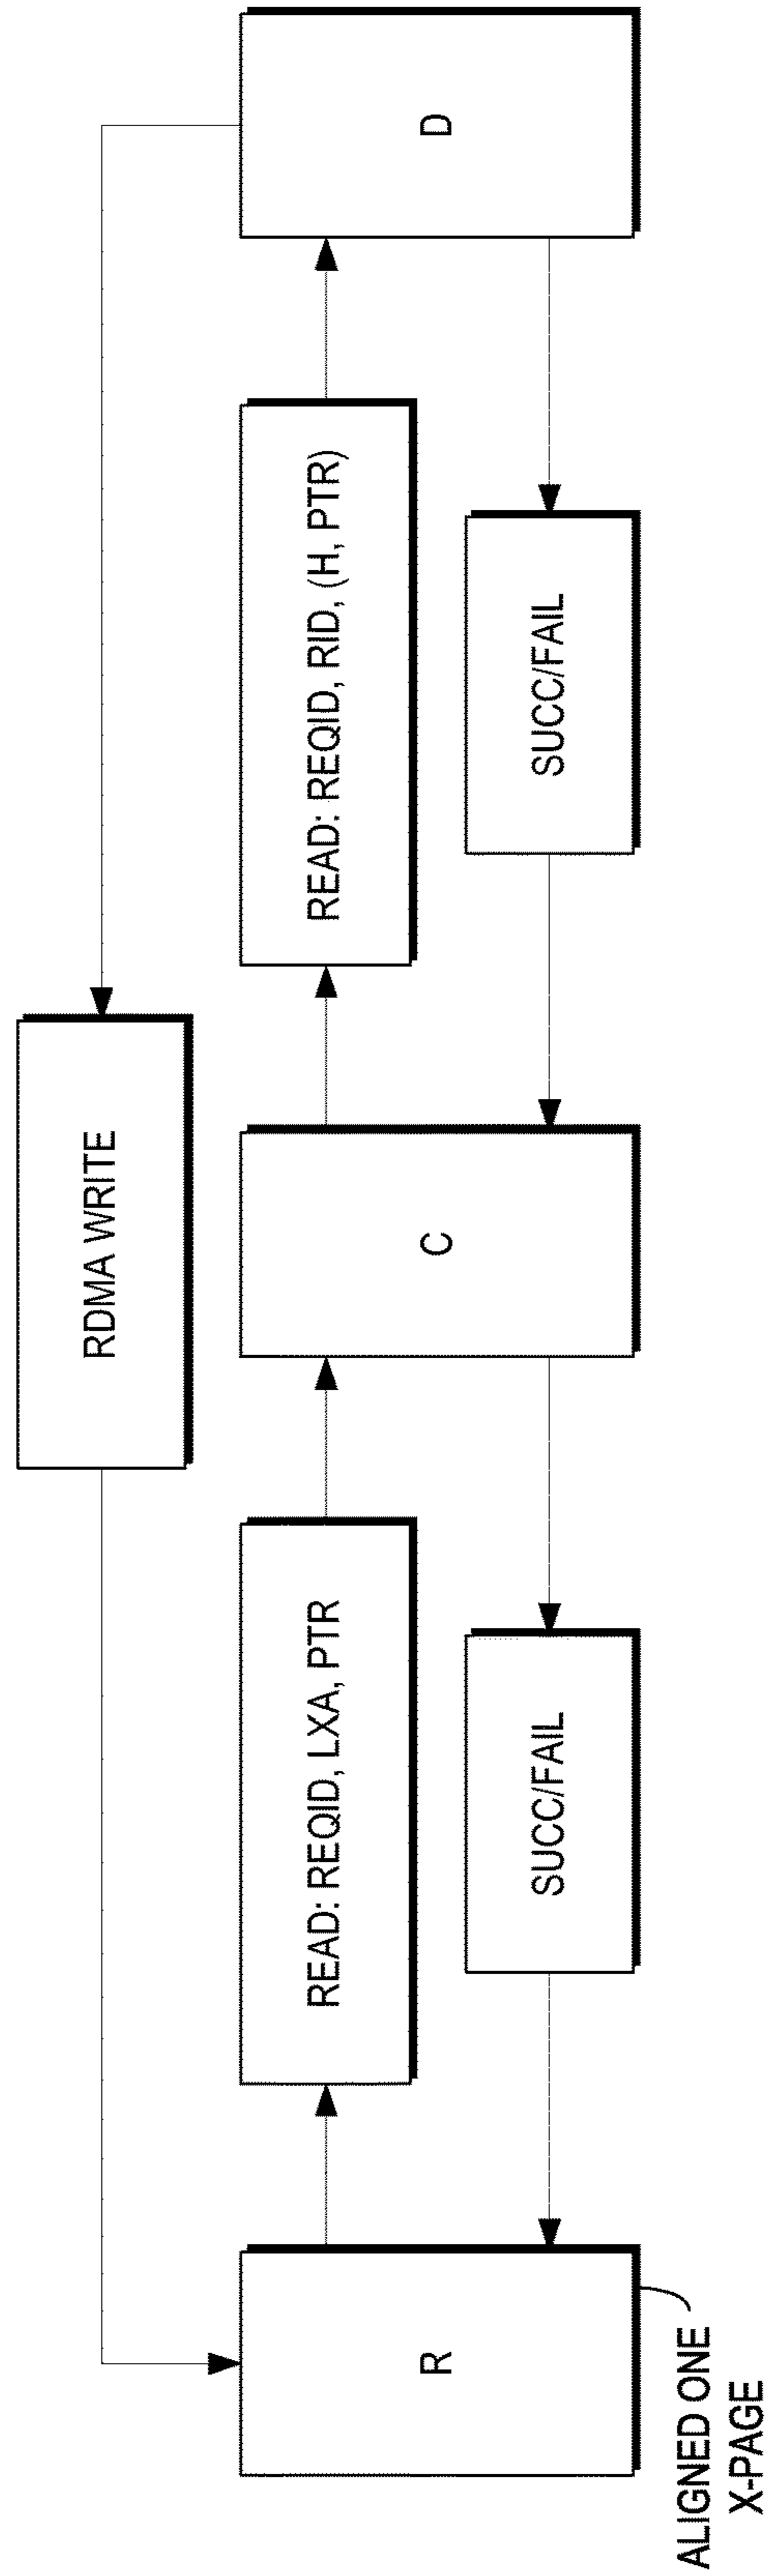 RDMA WRITE
R
READ: REQID, LXA, PTR
C
READ: REQID, RID, (H, PTR)
D
SUCC/FAIL
SUCC/FAIL
ALIGNED ONE
X-PAGE